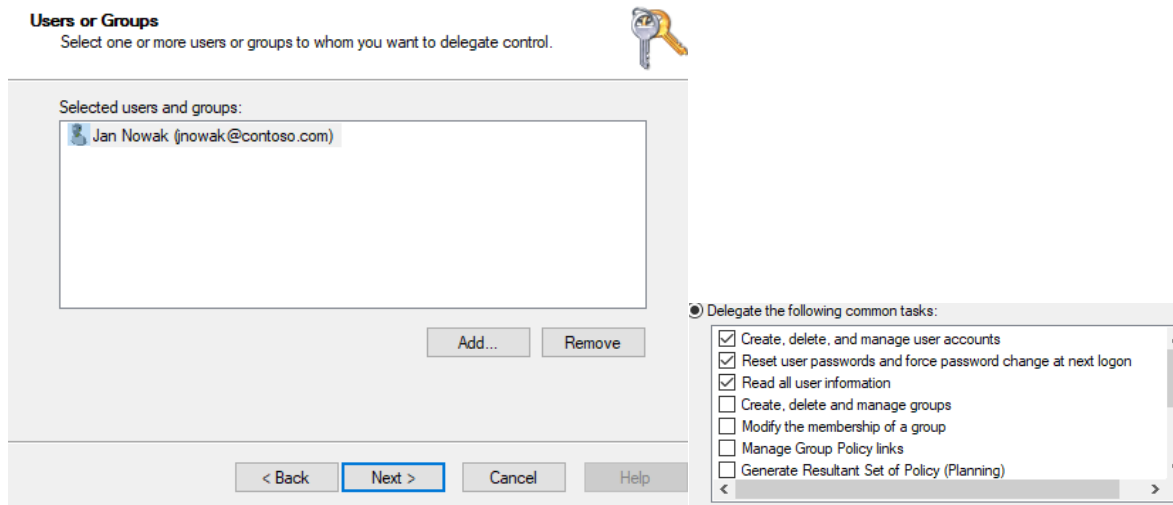 Users or Groups
Select one or more users or groups to whom you want to delegate control.
Selected users and groups:
Jan Nowak (jnowak@contoso.com)
Add...
Remove
< Back
Next >
Cancel
Help
Delegate the following common tasks:
Create, delete, and manage user accounts
Reset user passwords and force password change at next logon
Read all user information
Create, delete and manage groups
Modify the membership of a group
Manage Group Policy links
Generate Resultant Set of Policy (Planning)